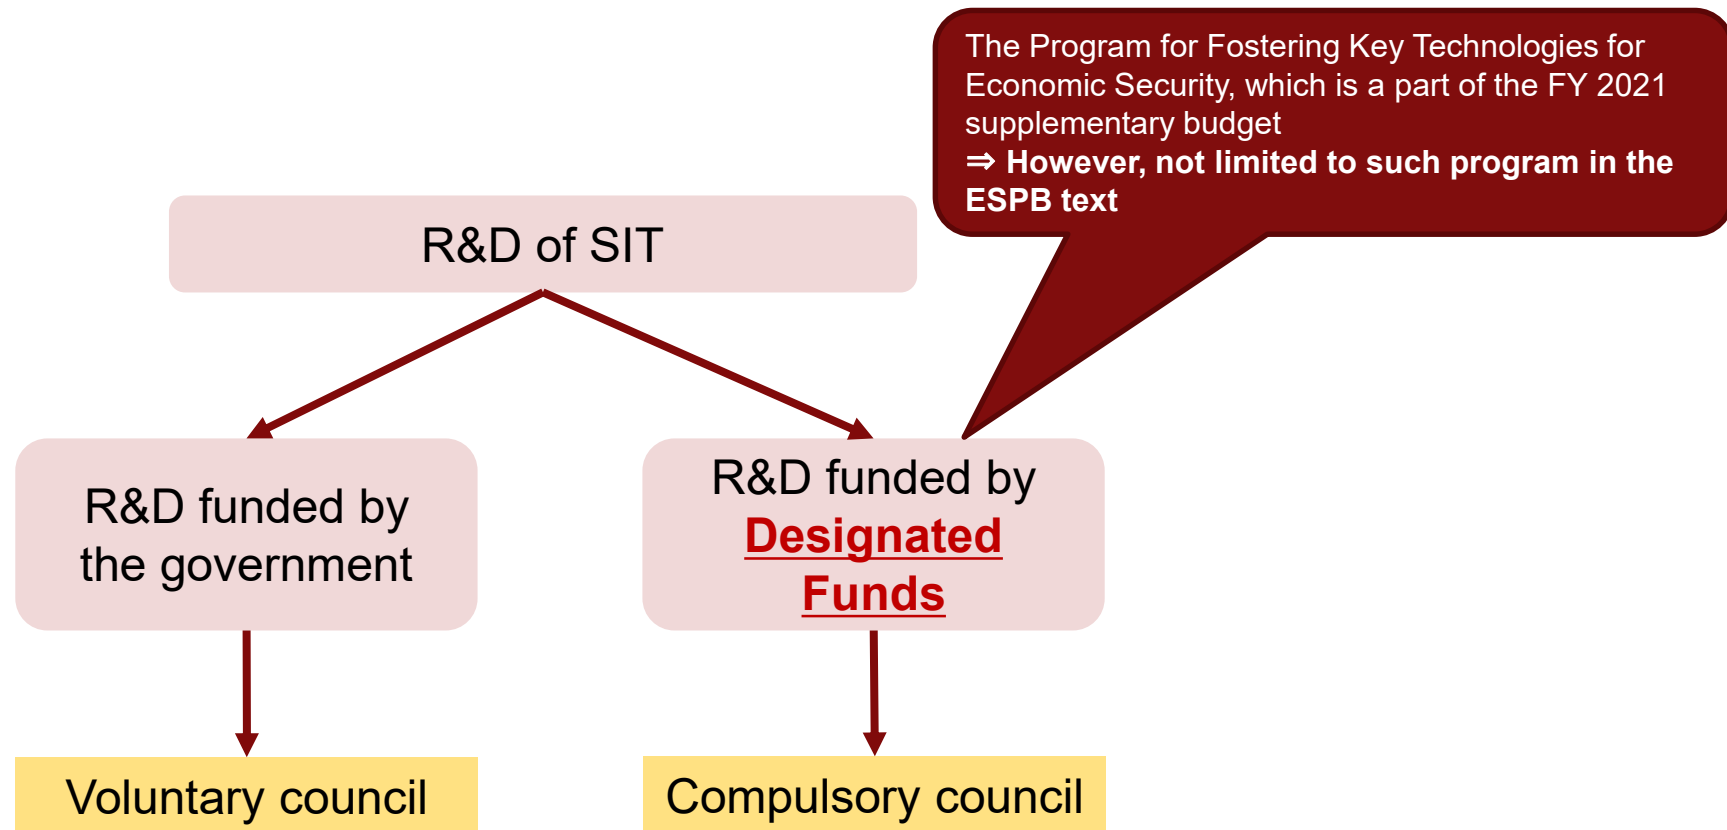 The Program for Fostering Key Technologies for
Economic Security, which is a part of the FY 2021
supplementary budget
⇒ However, not limited to such program in the
ESPB text
R&D of SIT
R&D funded by
the government
R&D funded by
Designated
Funds
Voluntary council
Compulsory council